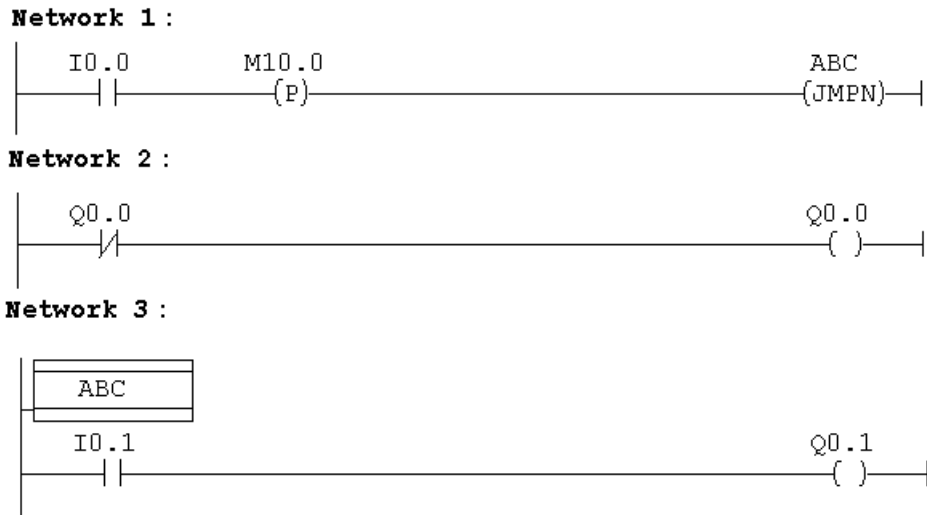 Network 1 :
I0.0 M10.0 ABC
(P) (JMPN)
Network 2 :
Q0.0 Q0.0
( )
Network 3 :
ABC
I0.1 Q0.1
( )